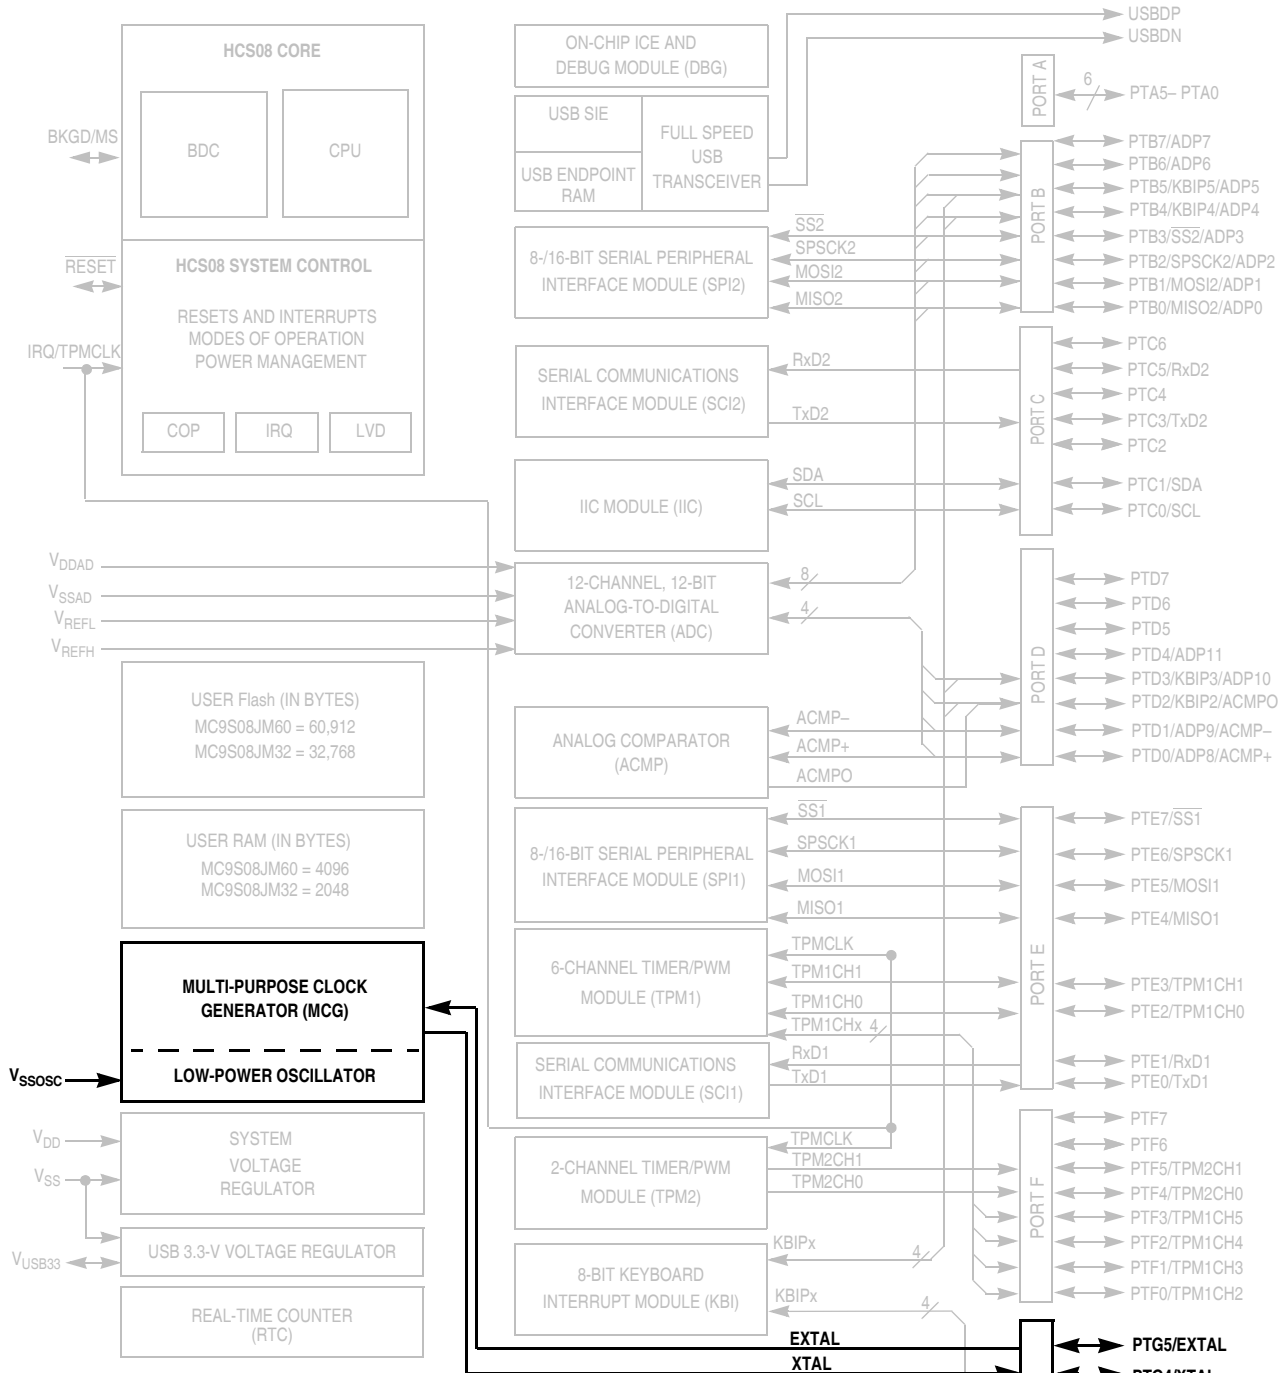 HCS08 CORE
BDC
CPU
BKGD/MS
RESET
HCS08 SYSTEM CONTROL
RESETS AND INTERRUPTS
MODES OF OPERATION
POWER MANAGEMENT
IRQ/TPMCLK
COP
IRQ
LVD
VDDAD
VSSAD
VREFL
VREFH
USER Flash (IN BYTES)
MC9S08JM60 = 60,912
MC9S08JM32 = 32,768
USER RAM (IN BYTES)
MC9S08JM60 = 4096
MC9S08JM32 = 2048
MULTI-PURPOSE CLOCK
GENERATOR (MCG)
LOW-POWER OSCILLATOR
VSSOSC
VDD
VSS
SYSTEM
VOLTAGE
REGULATOR
USB 3.3-V VOLTAGE REGULATOR
VUSB33
REAL-TIME COUNTER
(RTC)
ON-CHIP ICE AND
DEBUG MODULE (DBG)
USB SIE
USB ENDPOINT
RAM
FULL SPEED
USB
TRANSCEIVER
8-/16-BIT SERIAL PERIPHERAL
INTERFACE MODULE (SPI2)
SS2
SPSCK2
MOSI2
MISO2
SERIAL COMMUNICATIONS
INTERFACE MODULE (SCI2)
RxD2
TxD2
IIC MODULE (IIC)
SDA
SCL
12-CHANNEL, 12-BIT
ANALOG-TO-DIGITAL
CONVERTER (ADC)
8
4
ANALOG COMPARATOR
(ACMP)
ACMP–
ACMP+
ACMPO
8-/16-BIT SERIAL PERIPHERAL
INTERFACE MODULE (SPI1)
SS1
SPSCK1
MOSI1
MISO1
6-CHANNEL TIMER/PWM
MODULE (TPM1)
TPMCLK
TPM1CH1
TPM1CH0
TPM1CHx 4
SERIAL COMMUNICATIONS
INTERFACE MODULE (SCI1)
RxD1
TxD1
2-CHANNEL TIMER/PWM
MODULE (TPM2)
TPMCLK
TPM2CH1
TPM2CH0
8-BIT KEYBOARD
INTERRUPT MODULE (KBI)
KBIPx
4
KBIPx
4
EXTAL
XTAL
USBDP
USBDN
PORT A
6
PTA5– PTA0
PORT B
PTB7/ADP7
PTB6/ADP6
PTB5/KBIP5/ADP5
PTB4/KBIP4/ADP4
PTB3/SS2/ADP3
PTB2/SPSCK2/ADP2
PTB1/MOSI2/ADP1
PTB0/MISO2/ADP0
PORT C
PTC6
PTC5/RxD2
PTC4
PTC3/TxD2
PTC2
PTC1/SDA
PTC0/SCL
PORT D
PTD7
PTD6
PTD5
PTD4/ADP11
PTD3/KBIP3/ADP10
PTD2/KBIP2/ACMPO
PTD1/ADP9/ACMP–
PTD0/ADP8/ACMP+
PORT E
PTE7/SS1
PTE6/SPSCK1
PTE5/MOSI1
PTE4/MISO1
PTE3/TPM1CH1
PTE2/TPM1CH0
PTE1/RxD1
PTE0/TxD1
PORT F
PTF7
PTF6
PTF5/TPM2CH1
PTF4/TPM2CH0
PTF3/TPM1CH5
PTF2/TPM1CH4
PTF1/TPM1CH3
PTF0/TPM1CH2
PTG5/EXTAL